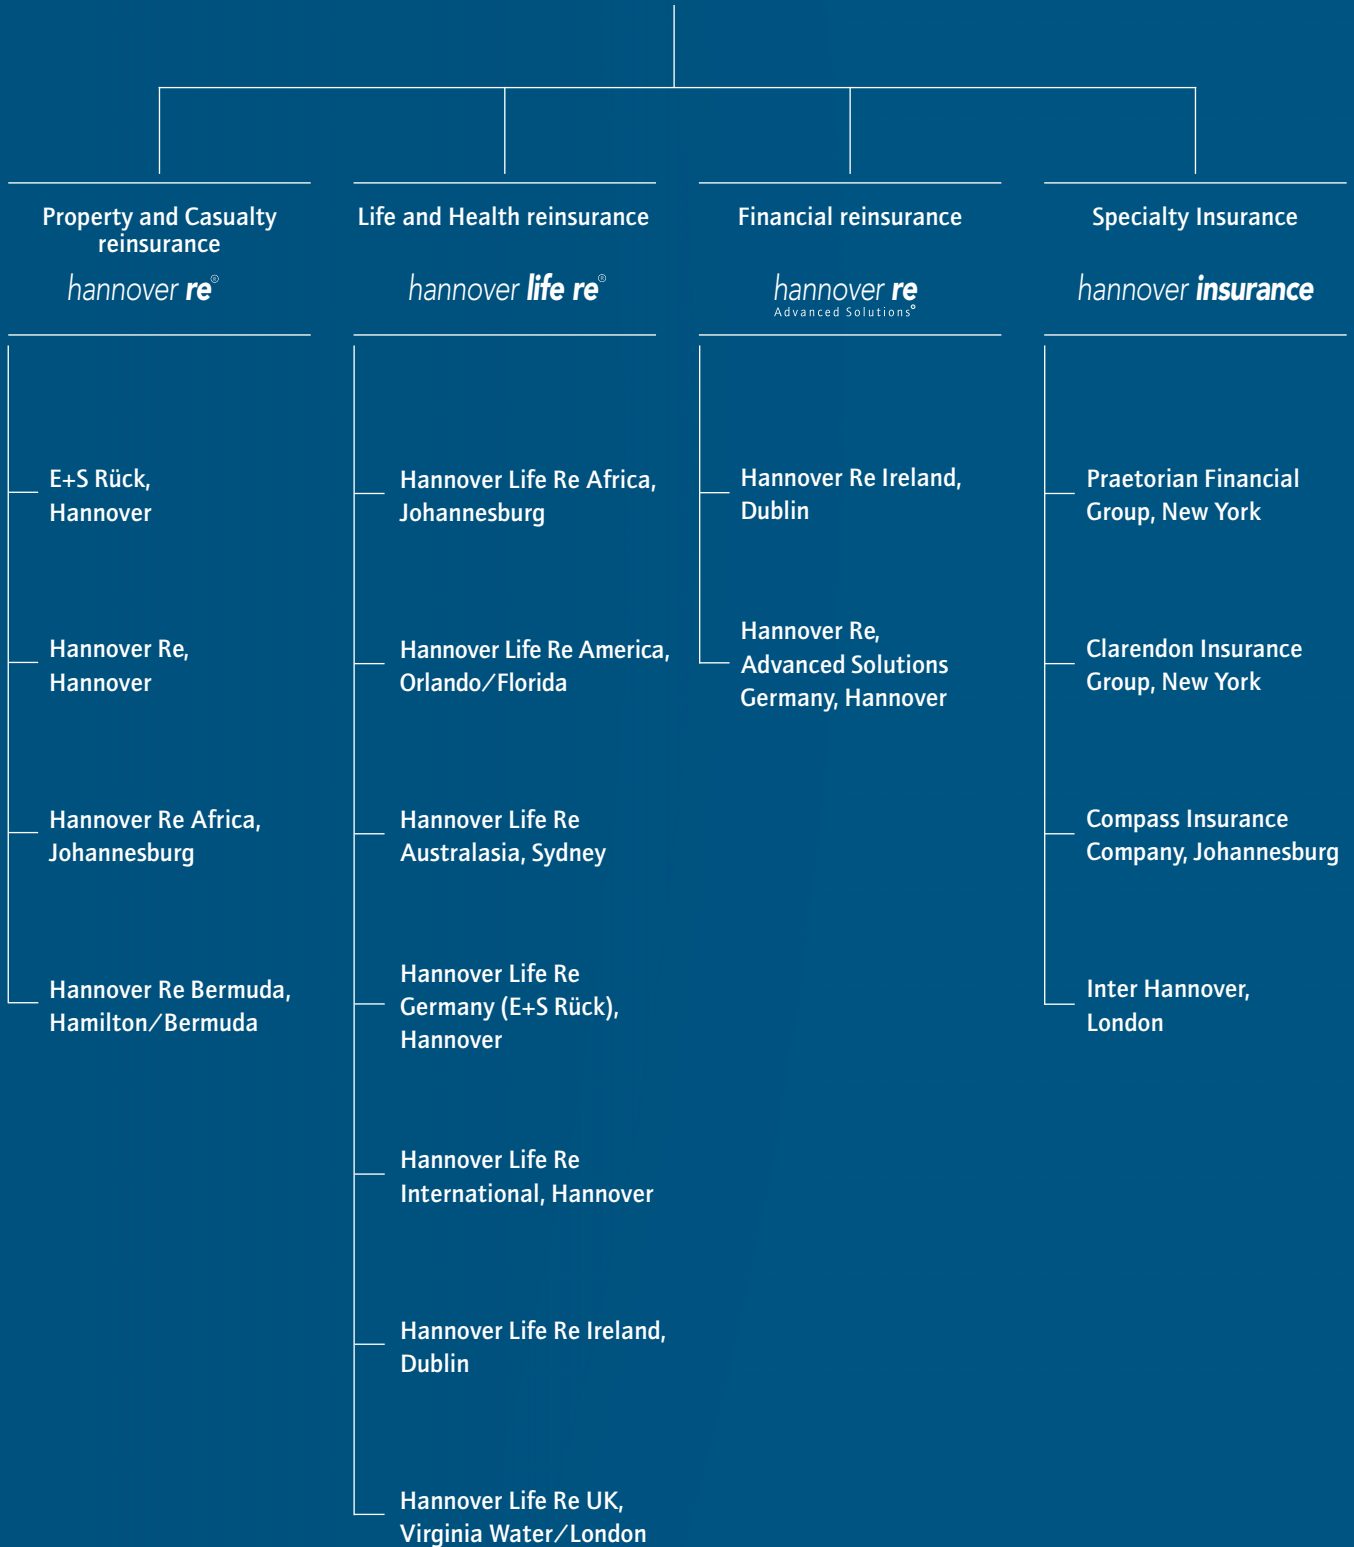 Property and Casualty
reinsurance
hannover re®
Life and Health reinsurance
hannover life re®
Financial reinsurance
hannover re
Advanced Solutions®
Specialty Insurance
hannover insurance
E+S Rück,
Hannover
Hannover Re,
Hannover
Hannover Re Africa,
Johannesburg
Hannover Re Bermuda,
Hamilton/Bermuda
Hannover Life Re Africa,
Johannesburg
Hannover Life Re America,
Orlando/Florida
Hannover Life Re
Australasia, Sydney
Hannover Life Re
Germany (E+S Rück),
Hannover
Hannover Life Re
International, Hannover
Hannover Life Re Ireland,
Dublin
Hannover Life Re UK,
Virginia Water/London
Hannover Re Ireland,
Dublin
Hannover Re,
Advanced Solutions
Germany, Hannover
Praetorian Financial
Group, New York
Clarendon Insurance
Group, New York
Compass Insurance
Company, Johannesburg
Inter Hannover,
London